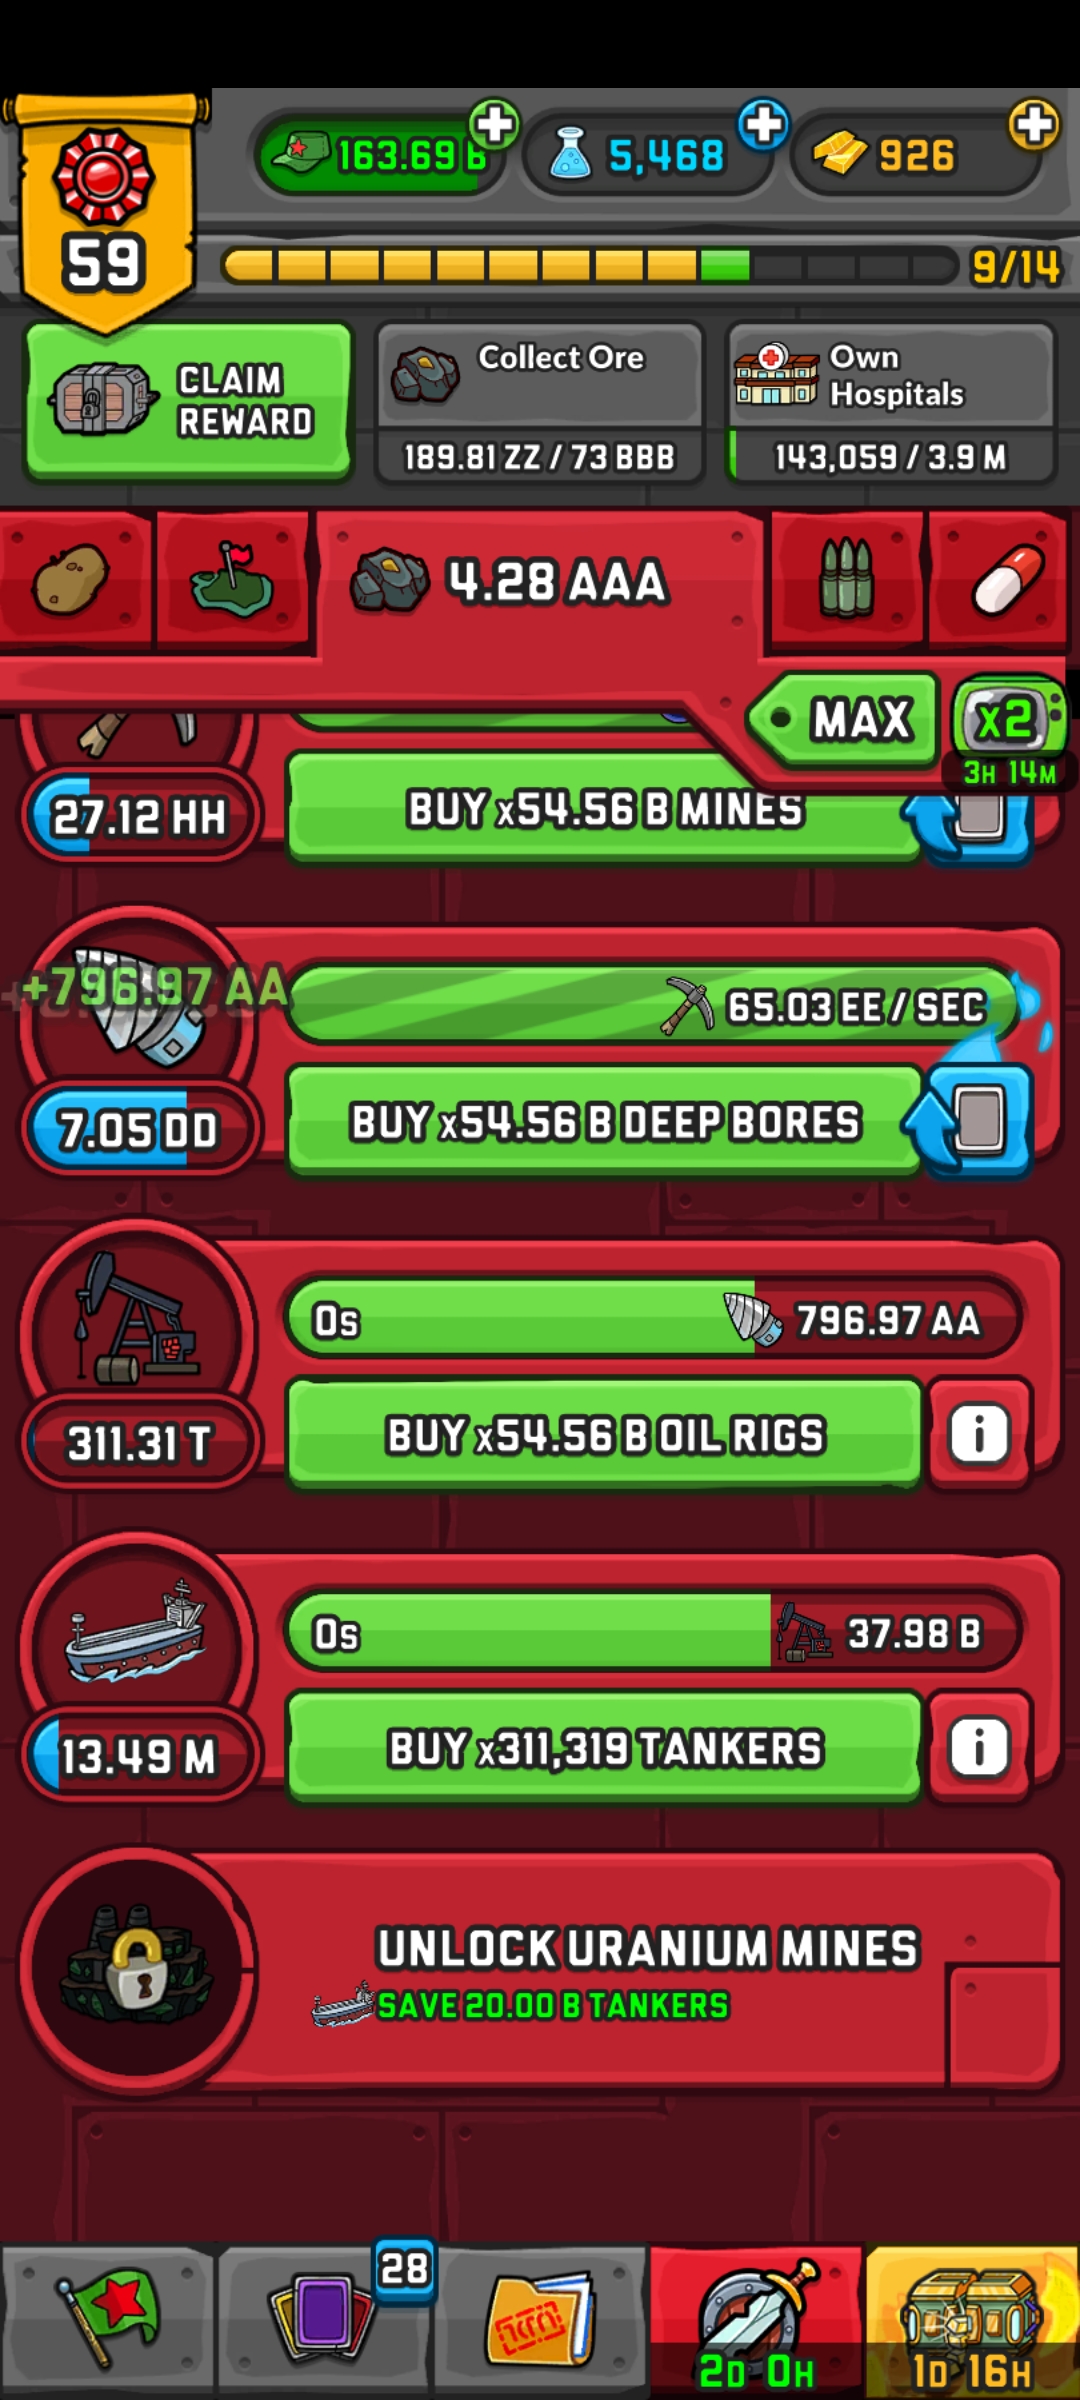 163.69 B
5,468
926
59
9/14
CLAIM
REWARD
Collect Ore
189.81 ZZ / 73 BBB
Own
Hospitals
143,059 / 3.9 M
4.28 AAA
MAX
x2
3H 14M
27.12 HH
BUY x54.56 B MINES
+796.97 AA
65.03 EE / SEC
7.05 DD
BUY x54.56 B DEEP BORES
0s
796.97 AA
311.31 T
BUY x54.56 B OIL RIGS
i
0s
37.98 B
13.49 M
BUY x311,319 TANKERS
i
UNLOCK URANIUM MINES
SAVE 20.00 B TANKERS
28
2D 0H
1D 16H